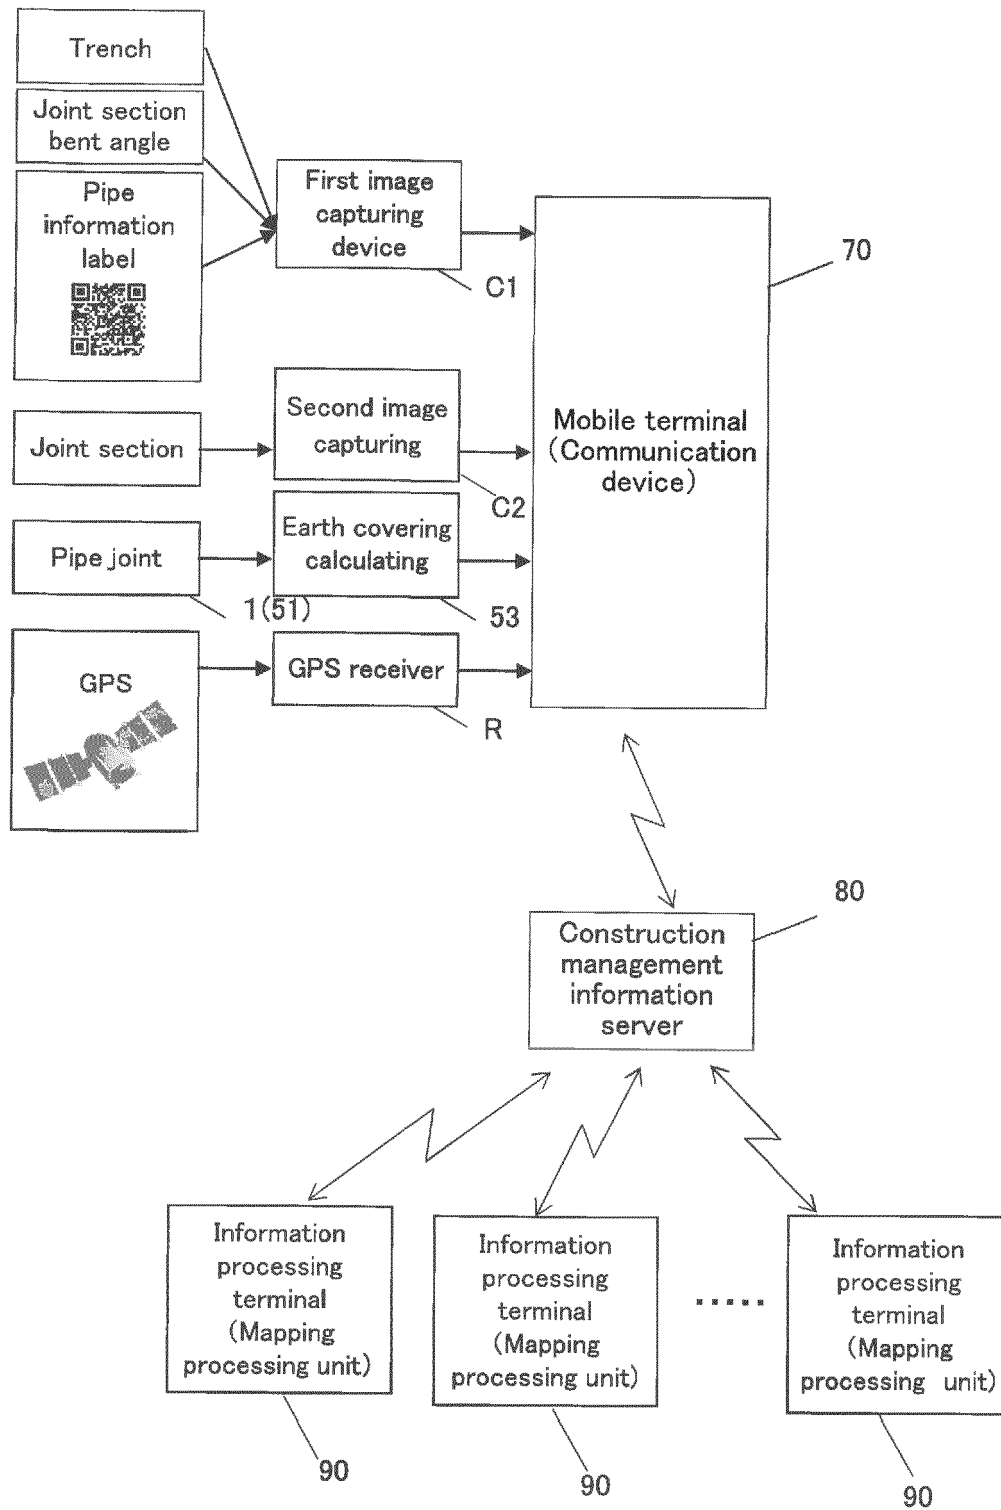 Trench
Joint section
bent angle
Pipe
information
label
First image
capturing
device
C1
70
Mobile terminal
(Communication
device)
Joint section
Second image
capturing
C2
Pipe joint
1(51)
Earth covering
calculating
53
GPS
GPS receiver
R
80
Construction
management
information
server
Information
processing
terminal
(Mapping
processing unit)
90
Information
processing
terminal
(Mapping
processing unit)
90
.....
Information
processing
terminal
(Mapping
processing unit)
90